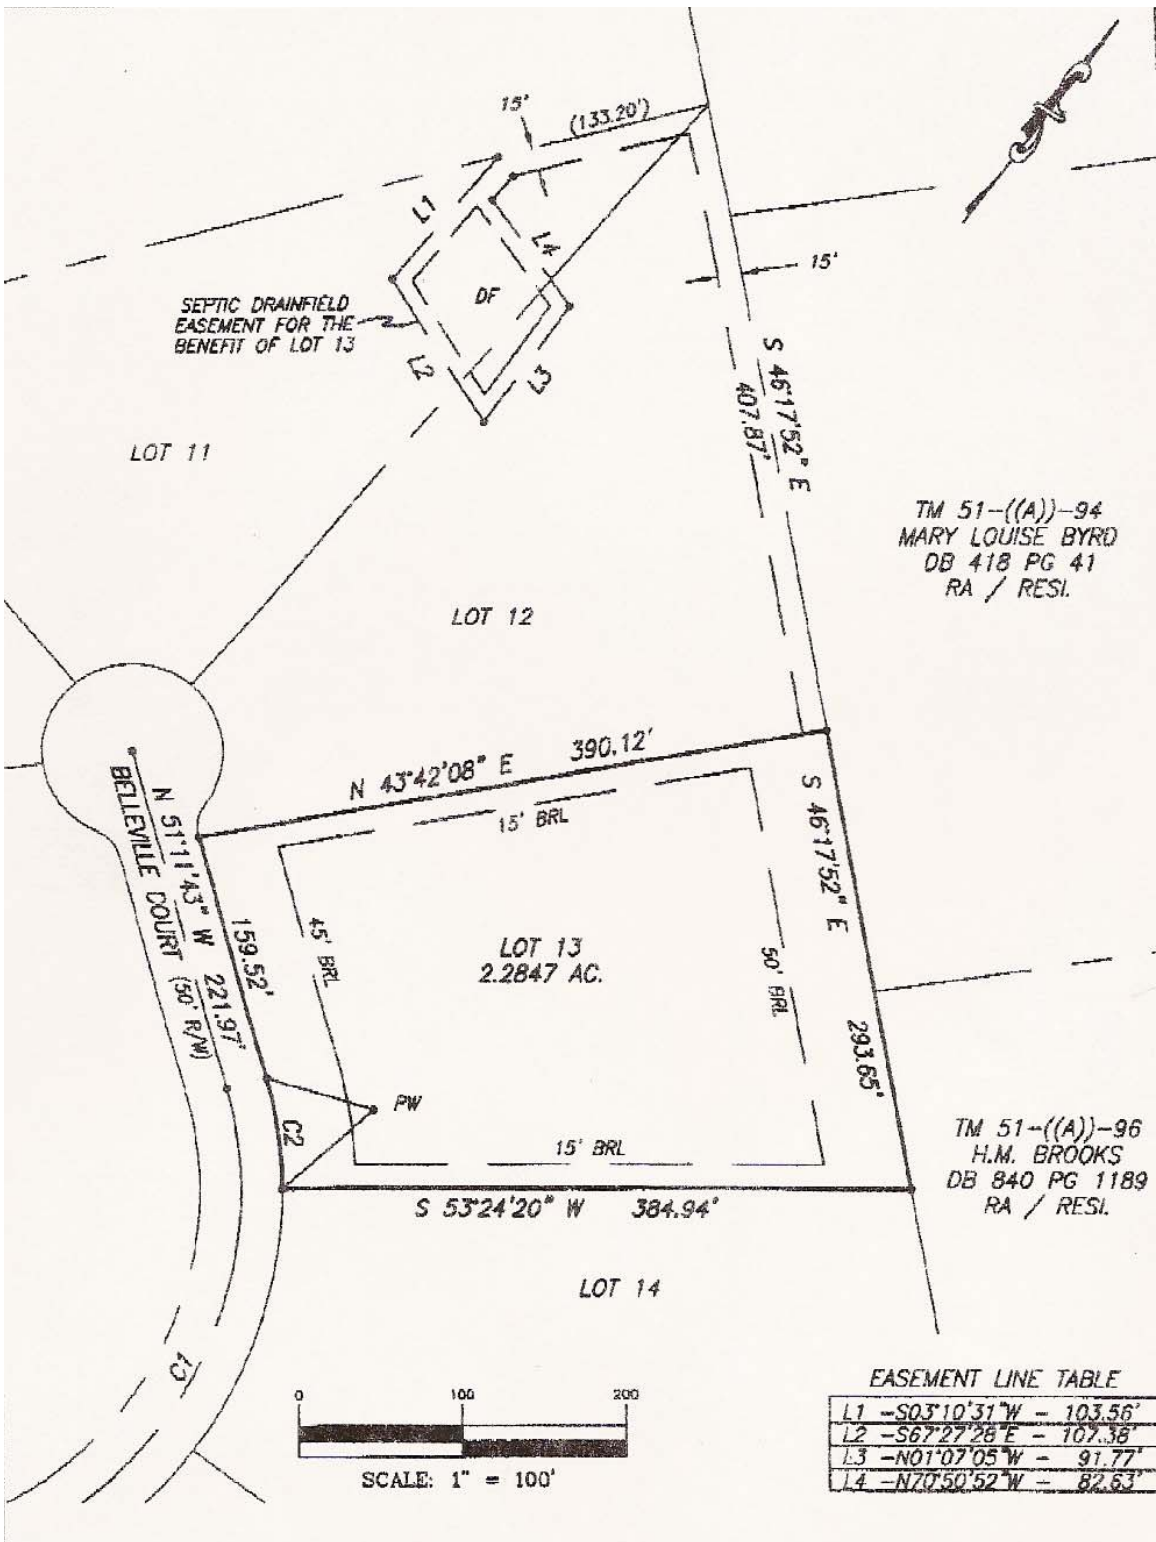 15'
(133.20')
L1
L4
15'
DF
SEPTIC DRAINFIELD
EASEMENT FOR THE
BENEFIT OF LOT 13
L2
L3
S 46°17'52" E
407.87'
LOT 11
TM 51-((A))-94
MARY LOUISE BYRD
DB 418 PG 41
RA / RESI.
LOT 12
N 43°42'08" E 390.12'
15' BRL
N 51°11'43" W 221.97'
BELLEVILLE COURT (50' R/W)
S 46°17'52" E
293.65'
159.52'
45' BRL
LOT 13
2.2847 AC.
50' BRL
PW
C2
15' BRL
TM 51-((A))-96
H.M. BROOKS
DB 840 PG 1189
RA / RESI.
S 53°24'20" W 384.94'
LOT 14
C1
0 100 200
SCALE: 1" = 100'
EASEMENT LINE TABLE
L1 -S03°10'31"W - 103.56'
L2 -S67°27'28"E - 107.38'
L3 -N01°07'05"W - 91.77'
L4 -N70°50'52"W - 82.63'